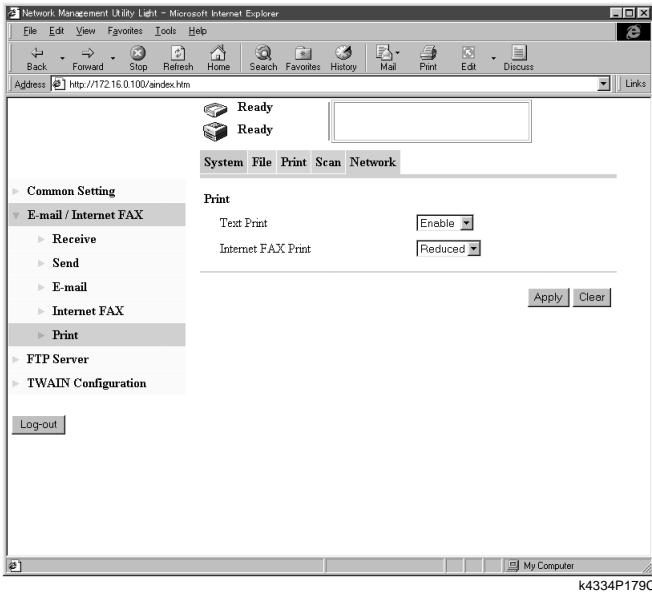 Network Management Utility Light - Microsoft Internet Explorer
File Edit View Favorites Tools Help
Back Forward Stop Refresh Home Search Favorites History Mail Print Edit Discuss
Address http://172.16.0.100/aindex.htm Links
Ready
Ready
System File Print Scan Network
Common Setting
E-mail / Internet FAX
Receive
Send
E-mail
Internet FAX
Print
FTP Server
TWAIN Configuration
Log-out
Print
Text Print Enable
Internet FAX Print Reduced
Apply Clear
My Computer
k4334P179C